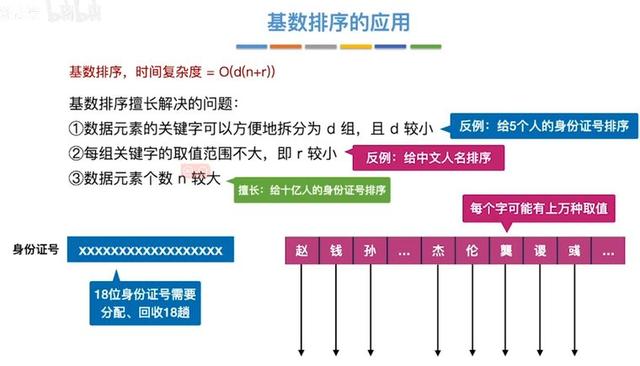 基数排序的应用
基数排序，时间复杂度 = O(d(n+r))
基数排序擅长解决的问题：
①数据元素的关键字可以方便地拆分为 d 组，且 d 较小
反例：给5个人的身份证号排序
②每组关键字的取值范围不大，即 r 较小
反例：给中文人名排序
③数据元素个数 n 较大
擅长：给十亿人的身份证号排序
每个字可能有上万种取值
身份证号
xxxxxxxxxxxxxxxxxx
赵 钱 孙 ... 杰 伦 龑 谡 彧 ...
18位身份证号需要
分配、回收18趟